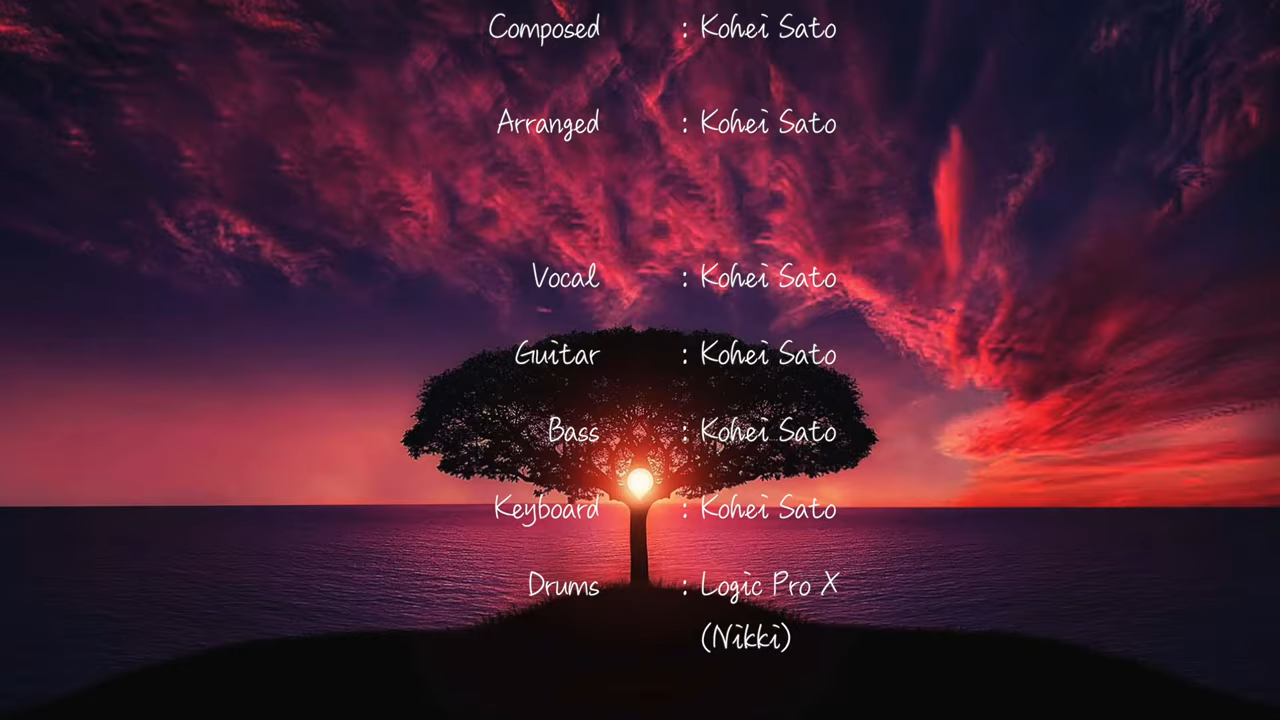 Composed : Kohei Sato
Arranged : Kohei Sato
Vocal : Kohei Sato
Guitar : Kohei Sato
Bass : Kohei Sato
Keyboard : Kohei Sato
Drums : Logic Pro X
(Nikki)